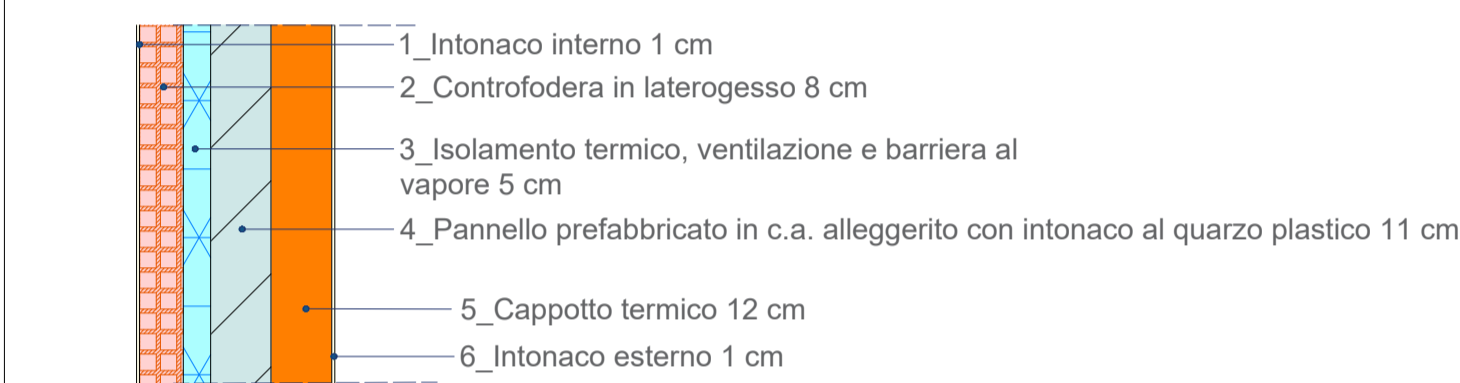 1_Intonaco interno 1 cm
2_Controfodera in laterogesso 8 cm
3_Isolamento termico, ventilazione e barriera al
vapore 5 cm
4_Pannello prefabbricato in c.a. alleggerito con intonaco al quarzo plastico 11 cm
5_Cappotto termico 12 cm
6_Intonaco esterno 1 cm